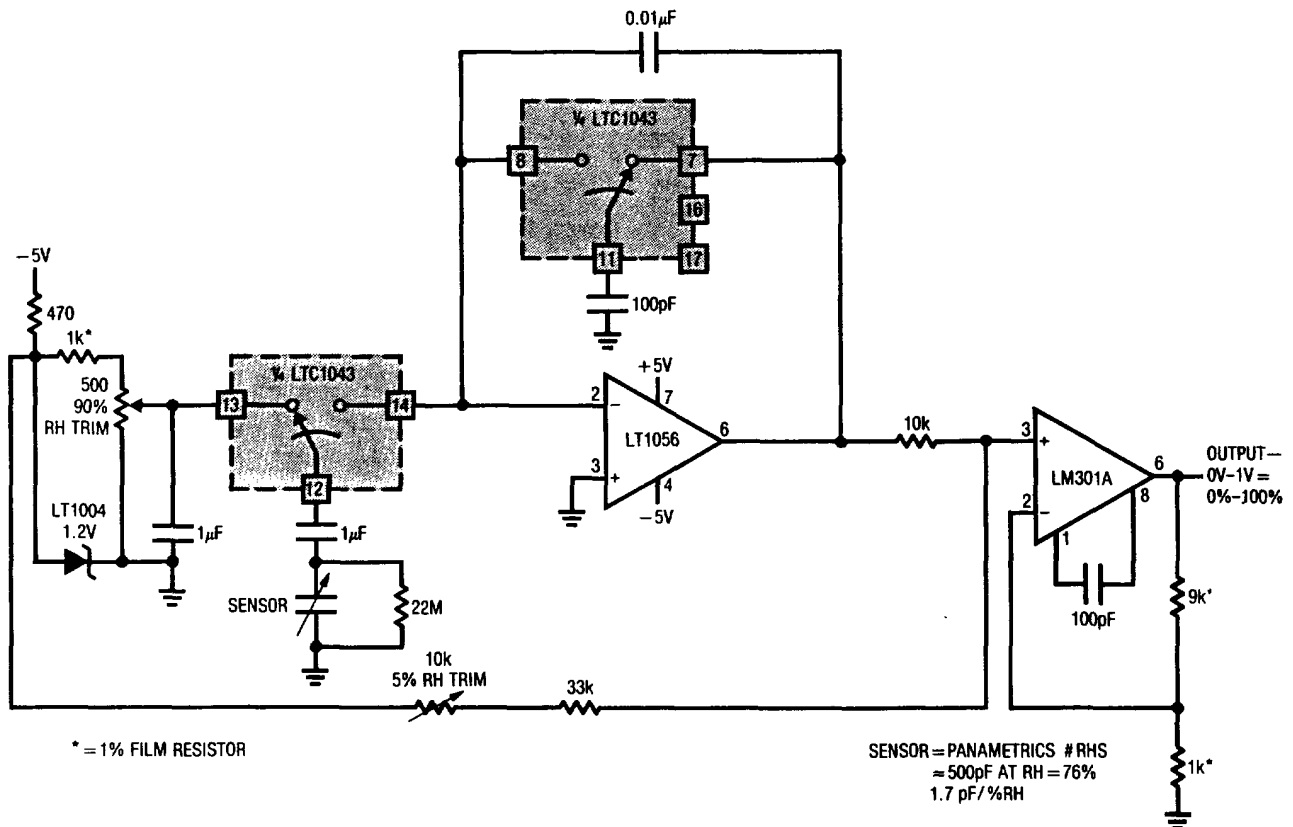 0.01µF
¼ LTC1043
8
7
16
17
11
100pF
−5V
470
1k*
500
90%
RH TRIM
¼ LTC1043
13
14
12
LT1004
1.2V
1µF
1µF
SENSOR
22M
+5V
2
−
7
LT1056
6
3
+
4
−5V
10k
3
+
LM301A
6
8
2
−
1
100pF
OUTPUT—
0V–1V =
0%–100%
9k*
1k*
10k
5% RH TRIM
33k
* = 1% FILM RESISTOR
SENSOR = PANAMETRICS #RHS
≈ 500pF AT RH = 76%
1.7 pF/%RH